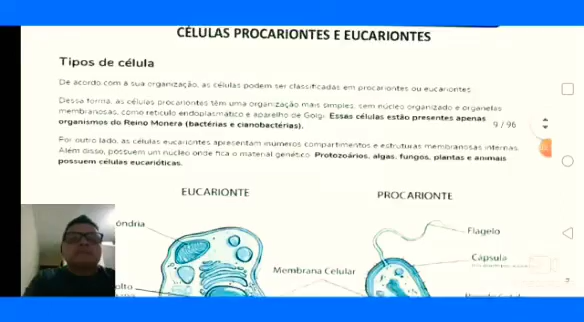 CÉLULAS PROCARIONTES E EUCARIONTES
Tipos de célula
De acordo com a sua organização, as células podem ser classificadas em procariontes ou eucariontes
Dessa forma, as células procariontes têm uma organização mais simples, sem núcleo organizado e organelas
membranosas, como retículo endoplasmático e aparelho de Golgi. Essas células estão presentes apenas
organismos do Reino Monera (bactérias e cianobactérias).
9 / 96
Por outro lado, as células eucariontes apresentam inúmeros compartimentos e estruturas membranosas internas.
Além disso, possuem um núcleo onde fica o material genético. Protozoários, algas, fungos, plantas e animais
possuem células eucarióticas.
EUCARIONTE
PROCARIONTE
ôndria
Flagelo
Cápsula
Membrana Celular